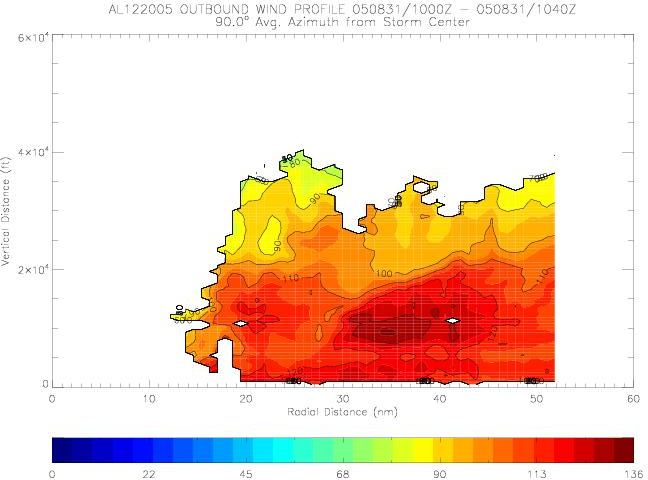 AL122005 OUTBOUND WIND PROFILE 050831/1000Z - 050831/1040Z
90.0° Avg. Azimuth from Storm Center
6×10⁴
4×10⁴
2×10⁴
0
Vertical Distance (ft)
90
90
110
100
110
0 10 20 30 40 50 60
Radial Distance (nm)
0 22 45 68 90 113 136